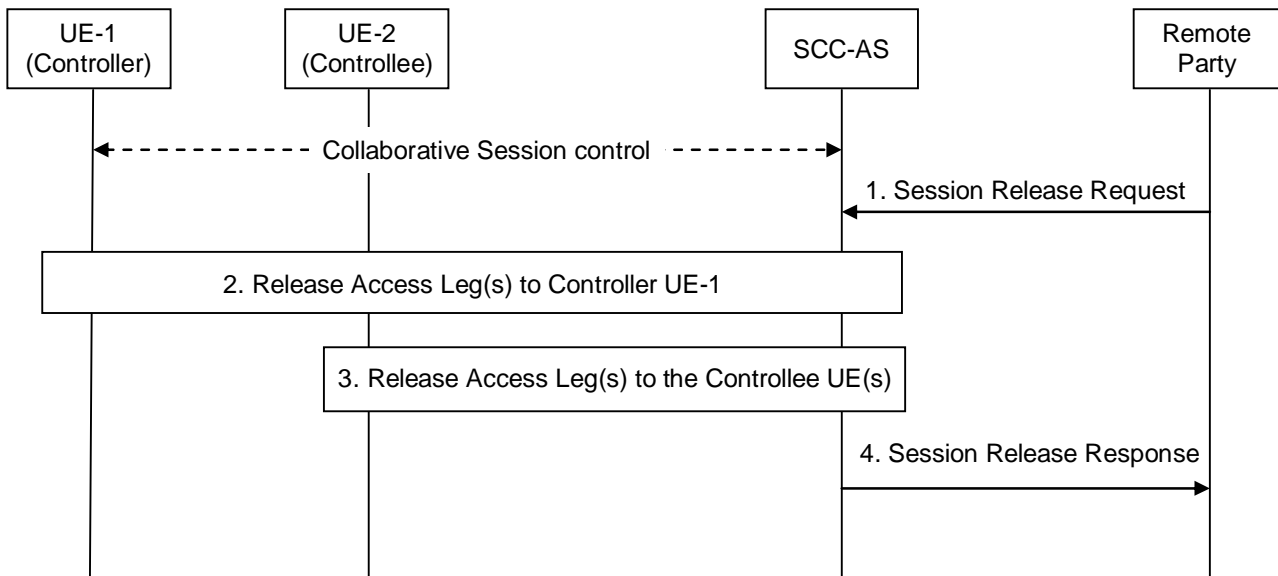 UE-1
(Controller)
UE-2
(Controllee)
SCC-AS
Remote
Party
Collaborative Session control
1. Session Release Request
2. Release Access Leg(s) to Controller UE-1
3. Release Access Leg(s) to the Controllee UE(s)
4. Session Release Response